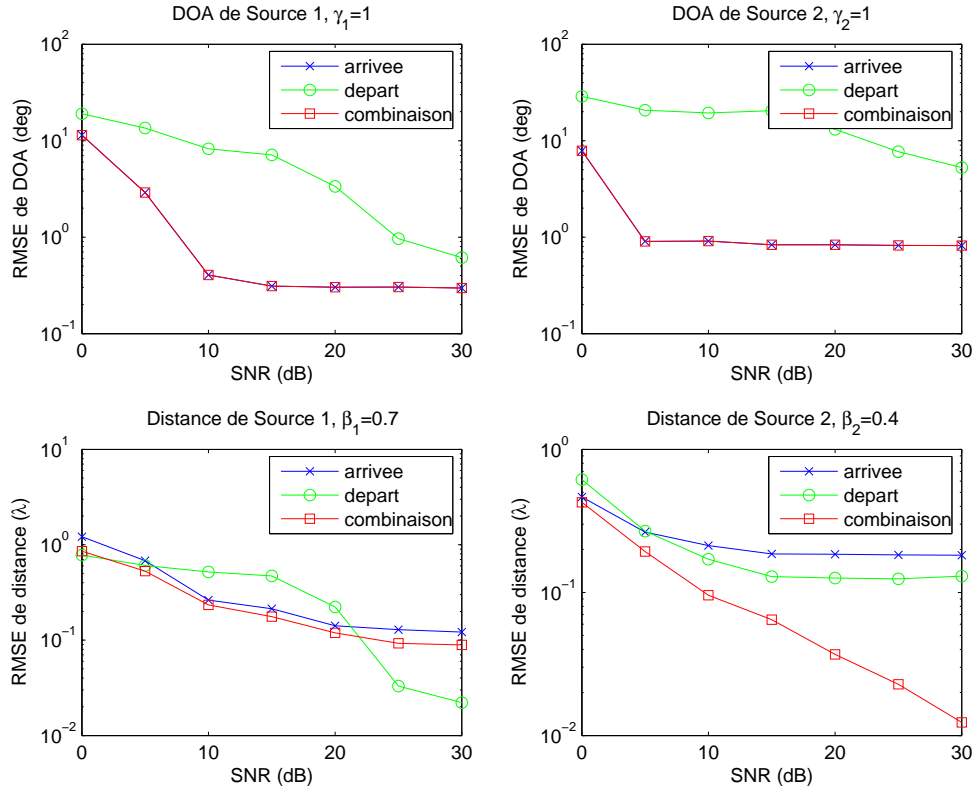 DOA de Source 1, γ1=1
RMSE de DOA (deg)
10^2
10^1
10^0
10^-1
arrivee
depart
combinaison
0 10 20 30
SNR (dB)
DOA de Source 2, γ2=1
RMSE de DOA (deg)
10^2
10^1
10^0
10^-1
arrivee
depart
combinaison
0 10 20 30
SNR (dB)
Distance de Source 1, β1=0.7
RMSE de distance (λ)
10^1
10^0
10^-1
10^-2
arrivee
depart
combinaison
0 10 20 30
SNR (dB)
Distance de Source 2, β2=0.4
RMSE de distance (λ)
10^0
10^-1
10^-2
arrivee
depart
combinaison
0 10 20 30
SNR (dB)